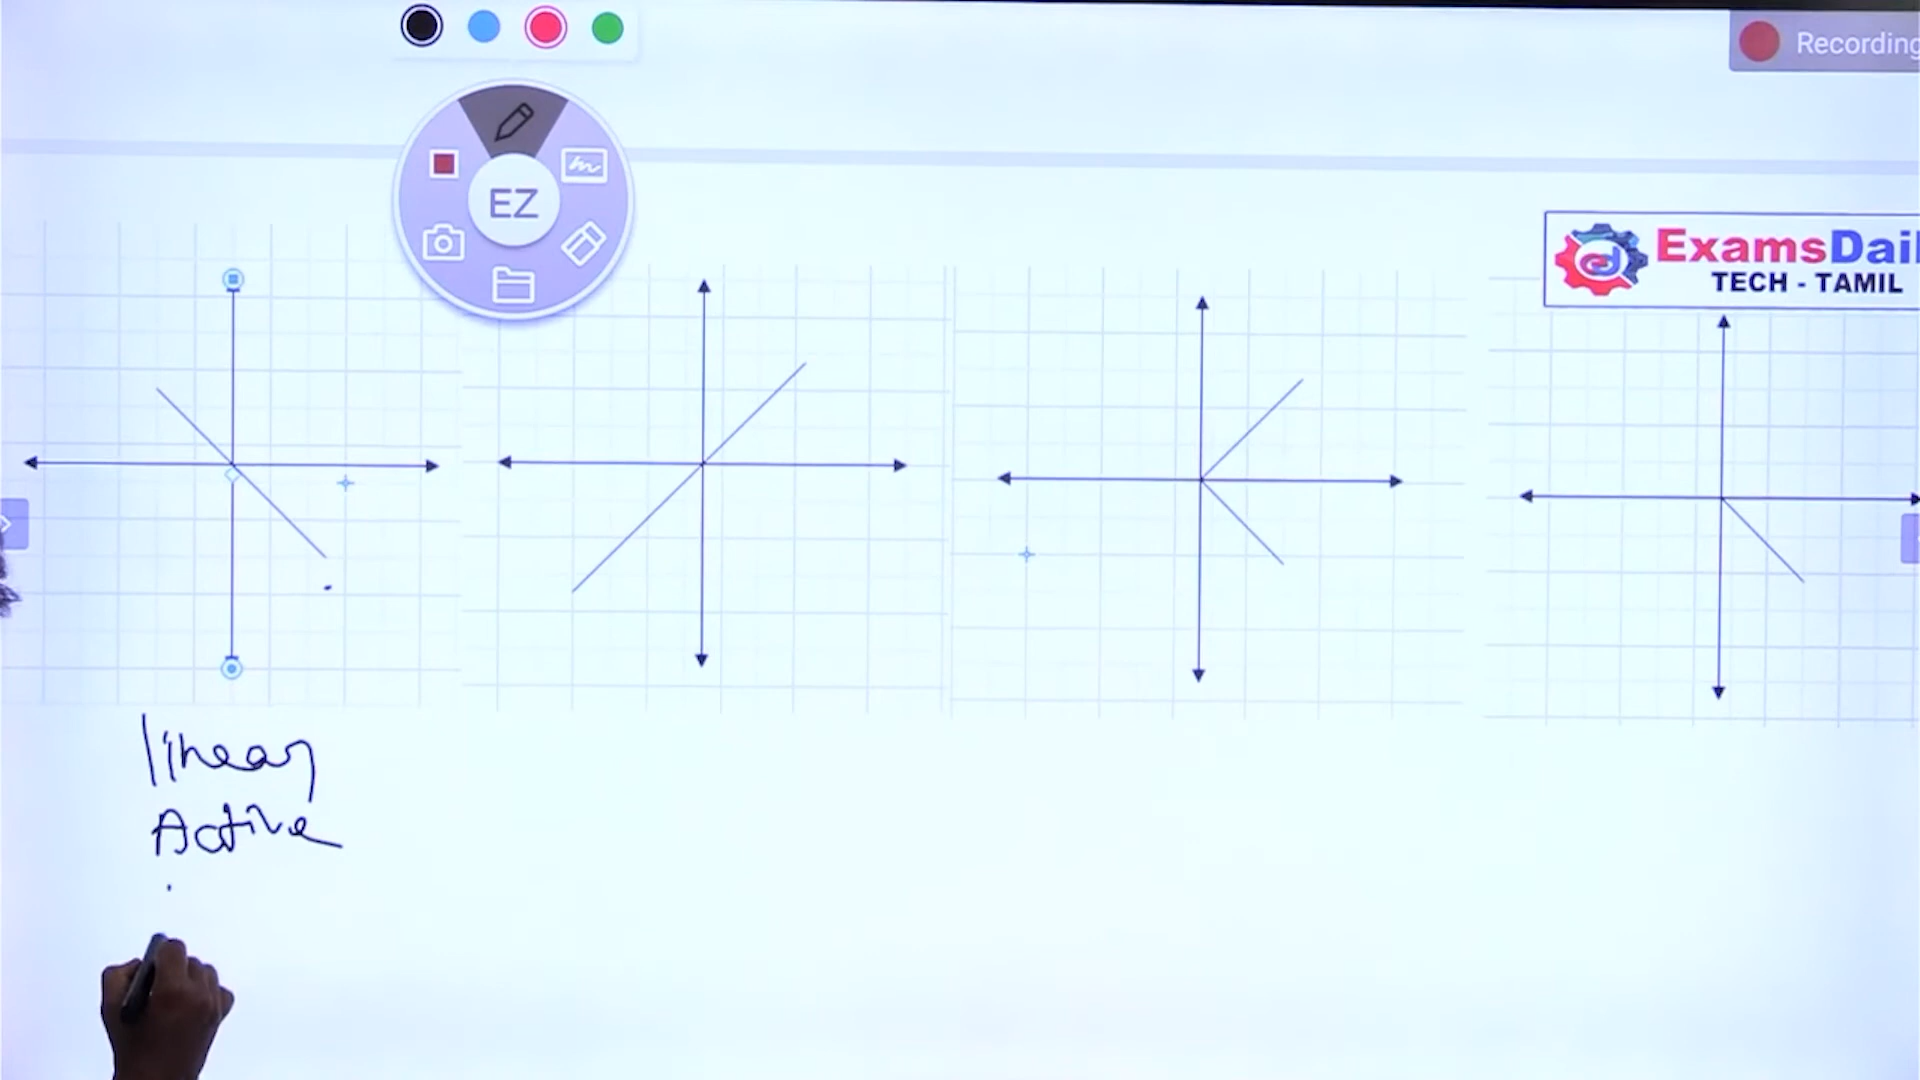 Recording
EZ
ExamsDail
TECH - TAMIL
linear
Active